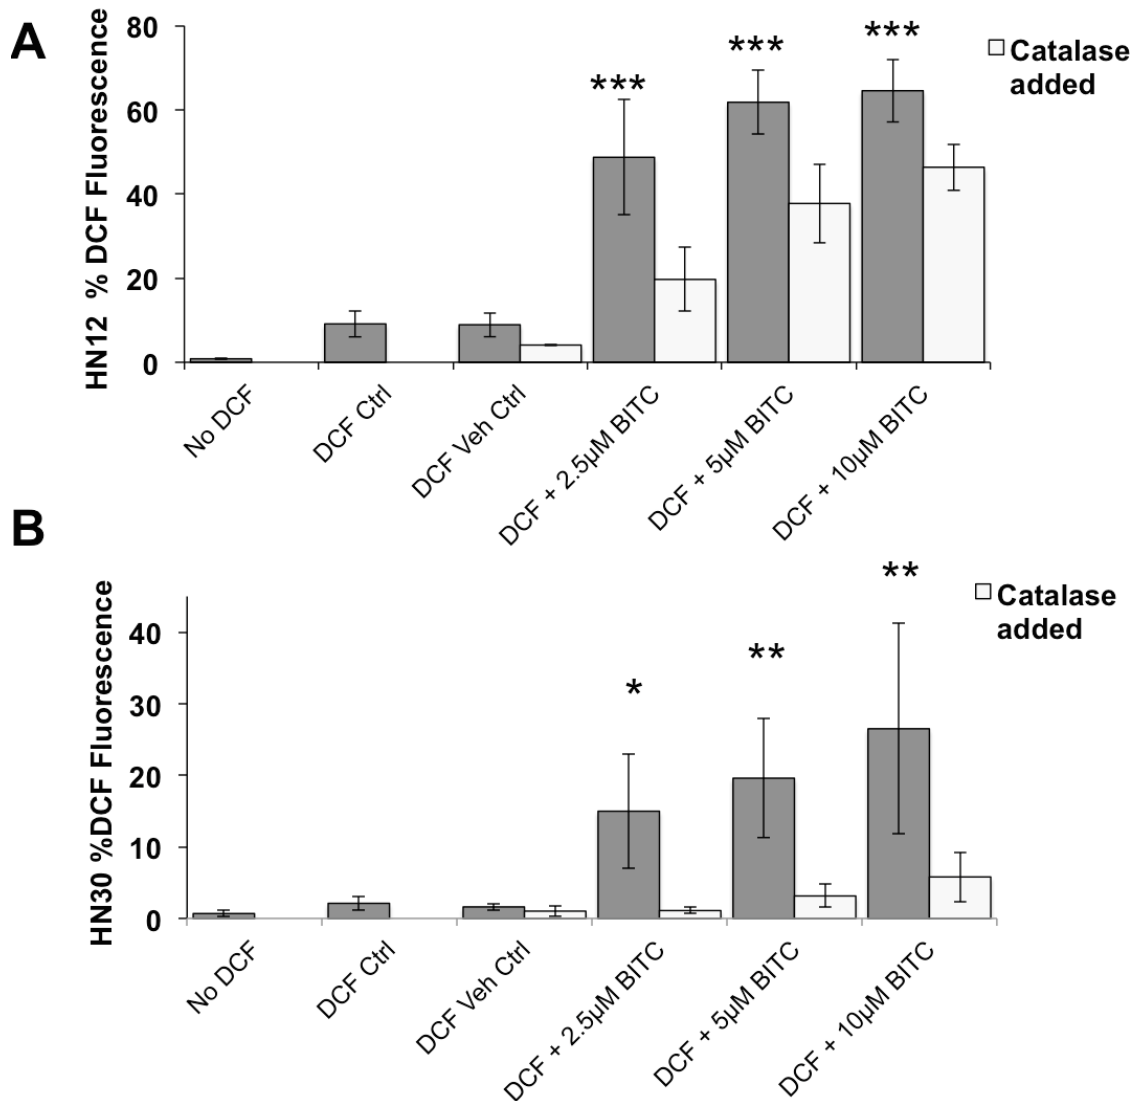 A
HN12 % DCF Fluorescence
80
60
40
20
0
***
***
***
Catalase
added
No DCF
DCF Ctrl
DCF Veh Ctrl
DCF + 2.5µM BITC
DCF + 5µM BITC
DCF + 10µM BITC
B
HN30 %DCF Fluorescence
40
30
20
10
0
*
**
**
Catalase
added
No DCF
DCF Ctrl
DCF Veh Ctrl
DCF + 2.5µM BITC
DCF + 5µM BITC
DCF + 10µM BITC